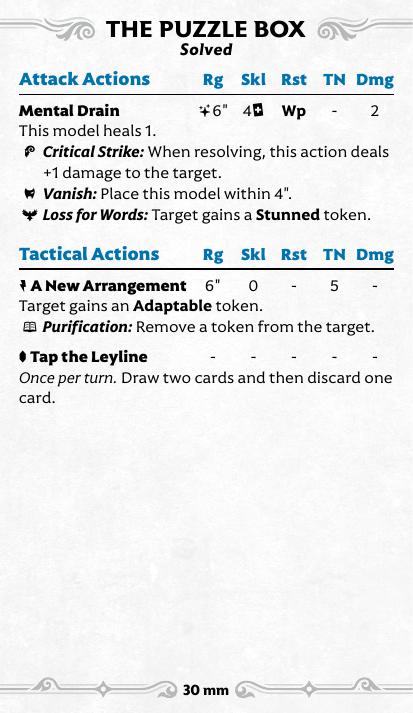 THE PUZZLE BOX
Solved
Attack Actions Rg Skl Rst TN Dmg
Mental Drain 6" 4 Wp - 2
This model heals 1.
Critical Strike: When resolving, this action deals
+1 damage to the target.
Vanish: Place this model within 4".
Loss for Words: Target gains a Stunned token.
Tactical Actions Rg Skl Rst TN Dmg
A New Arrangement 6" 0 - 5 -
Target gains an Adaptable token.
Purification: Remove a token from the target.
Tap the Leyline - - - - -
Once per turn. Draw two cards and then discard one
card.
30 mm